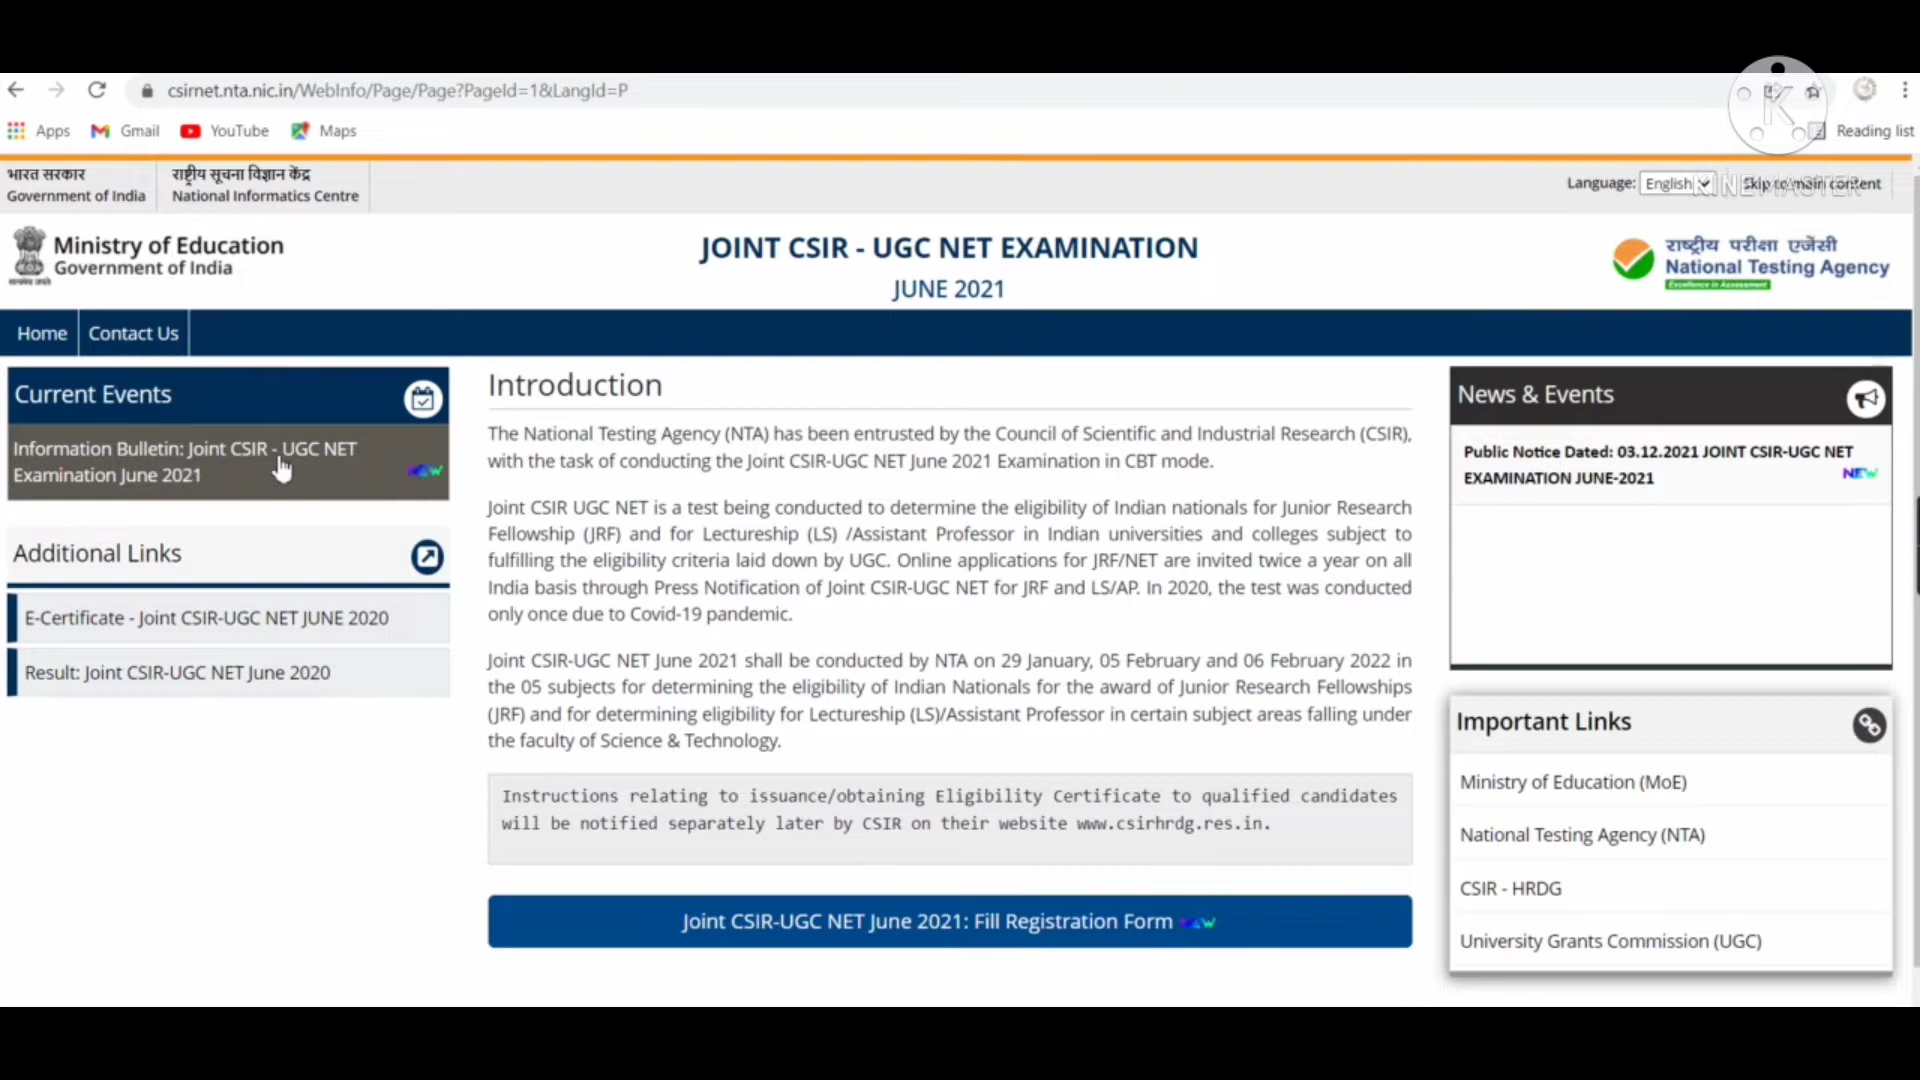 csirnet.nta.nic.in/WebInfo/Page/Page?PageId=1&LangId=P
Apps Gmail YouTube Maps Reading list
भारत सरकार
Government of India
राष्ट्रीय सूचना विज्ञान केंद्र
National Informatics Centre
Language: English Skip to main content
KINEMASTER
Ministry of Education
Government of India
JOINT CSIR - UGC NET EXAMINATION
JUNE 2021
राष्ट्रीय परीक्षा एजेंसी
National Testing Agency
Excellence in Assessment
Home Contact Us
Current Events
Information Bulletin: Joint CSIR - UGC NET
Examination June 2021 NEW
Additional Links
E-Certificate - Joint CSIR-UGC NET JUNE 2020
Result: Joint CSIR-UGC NET June 2020
Introduction
The National Testing Agency (NTA) has been entrusted by the Council of Scientific and Industrial Research (CSIR),
with the task of conducting the Joint CSIR-UGC NET June 2021 Examination in CBT mode.
Joint CSIR UGC NET is a test being conducted to determine the eligibility of Indian nationals for Junior Research
Fellowship (JRF) and for Lectureship (LS) /Assistant Professor in Indian universities and colleges subject to
fulfilling the eligibility criteria laid down by UGC. Online applications for JRF/NET are invited twice a year on all
India basis through Press Notification of Joint CSIR-UGC NET for JRF and LS/AP. In 2020, the test was conducted
only once due to Covid-19 pandemic.
Joint CSIR-UGC NET June 2021 shall be conducted by NTA on 29 January, 05 February and 06 February 2022 in
the 05 subjects for determining the eligibility of Indian Nationals for the award of Junior Research Fellowships
(JRF) and for determining eligibility for Lectureship (LS)/Assistant Professor in certain subject areas falling under
the faculty of Science & Technology.
Instructions relating to issuance/obtaining Eligibility Certificate to qualified candidates
will be notified separately later by CSIR on their website www.csirhrdg.res.in.
Joint CSIR-UGC NET June 2021: Fill Registration Form NEW
News & Events
Public Notice Dated: 03.12.2021 JOINT CSIR-UGC NET
EXAMINATION JUNE-2021 NEW
Important Links
Ministry of Education (MoE)
National Testing Agency (NTA)
CSIR - HRDG
University Grants Commission (UGC)